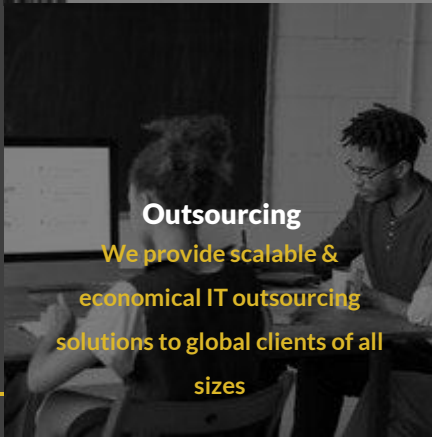 Outsourcing
We provide scalable &
economical IT outsourcing
solutions to global clients of all
sizes